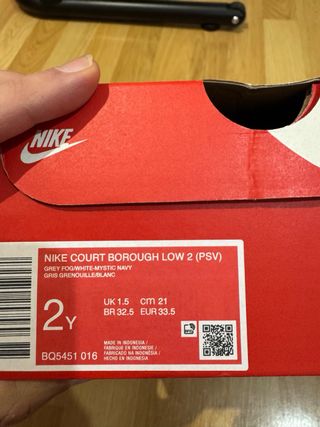 NIKE
NIKE COURT BOROUGH LOW 2 (PSV)
GREY FOG/WHITE-MYSTIC NAVY
GRIS GRENOUILLE/BLANC
2Y
UK 1.5 cm 21
BR 32.5 EUR 33.5
MADE IN INDONESIA /
FABRIQUE EN INDONESIE /
FABRICADO NA INDONÉSIA /
HECHO EN INDONESIA
BQ5451 016